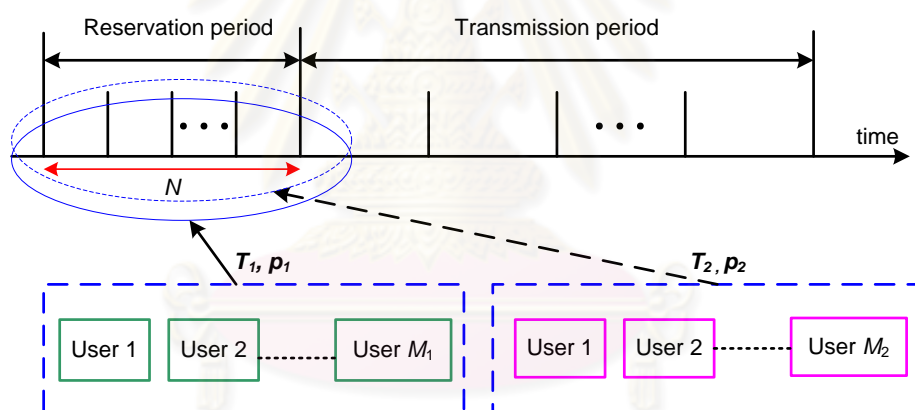 Reservation period
Transmission period
time
N
T1, p1
T2, p2
User 1
User 2
User M1
User 1
User 2
User M2